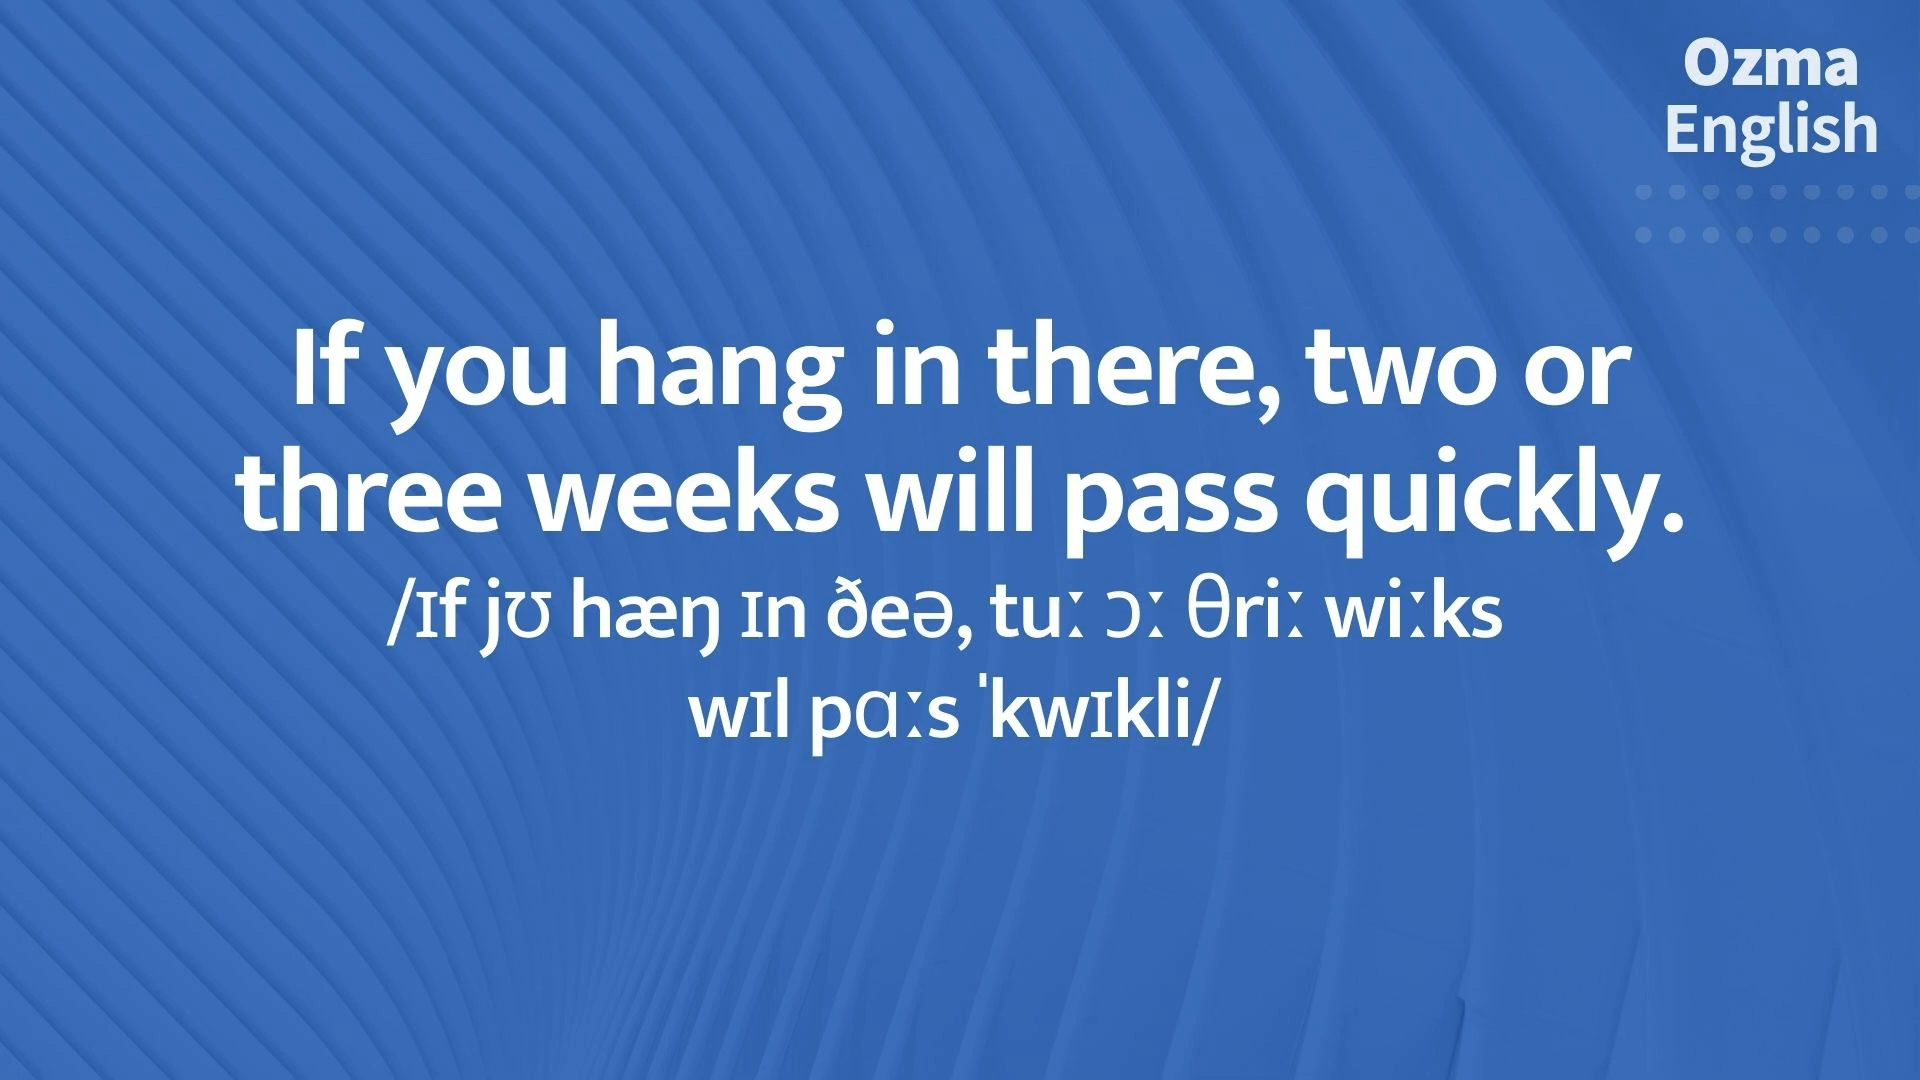 Ozma
English
If you hang in there, two or
three weeks will pass quickly.
/ɪf jʊ hæŋ ɪn ðeə, tuː ɔː θriː wiːks
wɪl pɑːs ˈkwɪkli/